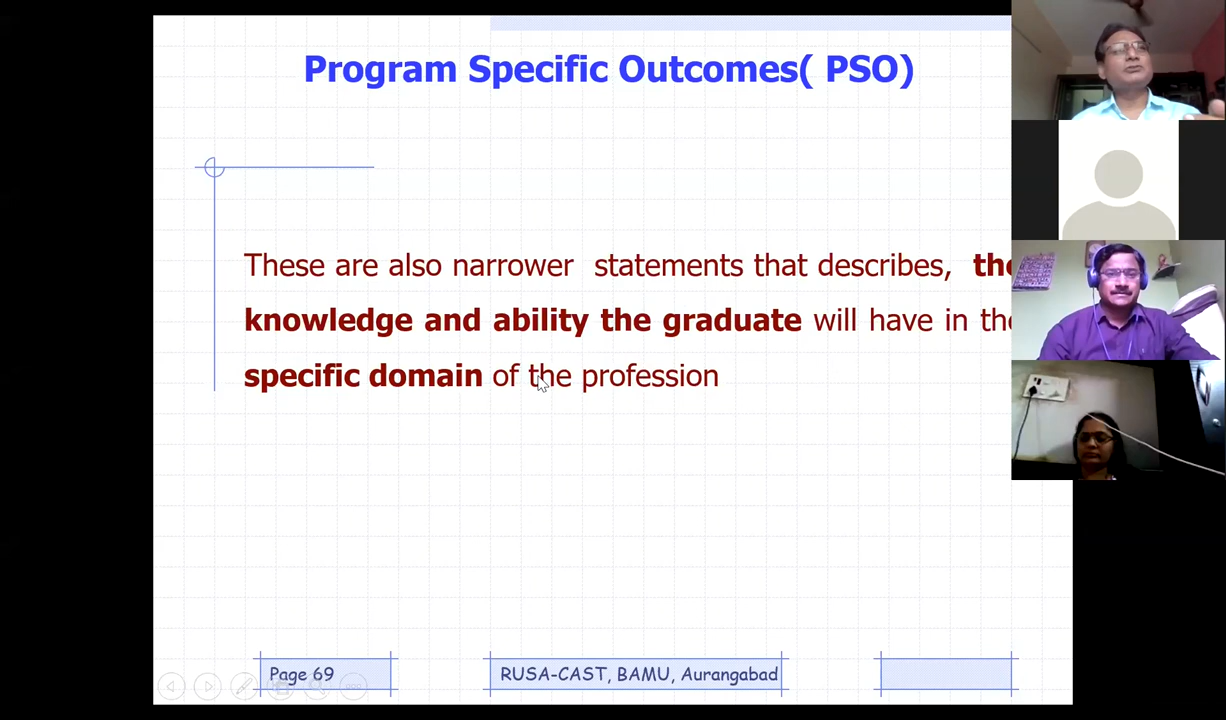 Program Specific Outcomes( PSO)
These are also narrower statements that describes, the
knowledge and ability the graduate will have in the
specific domain of the profession
Page 69
RUSA-CAST, BAMU, Aurangabad